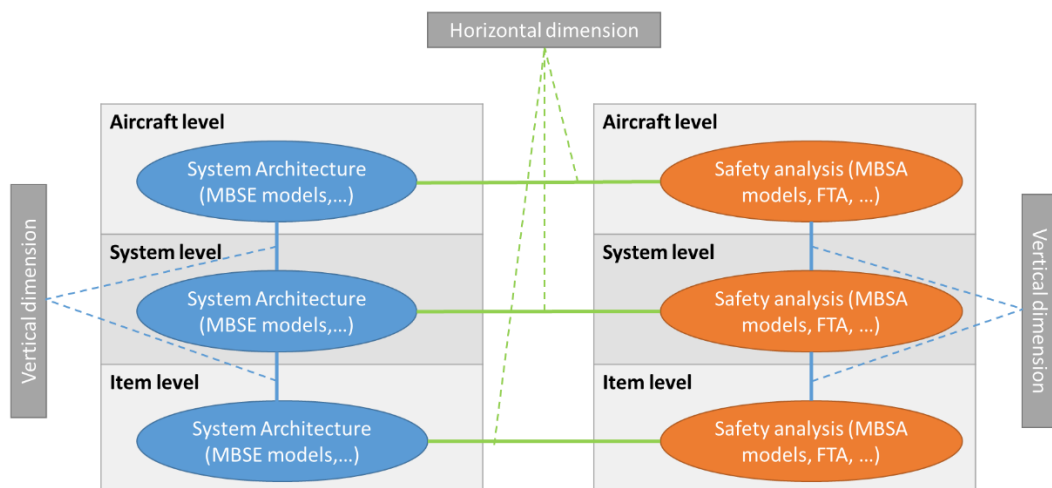 Horizontal dimension
Aircraft level
System Architecture
(MBSE models,...)
System level
System Architecture
(MBSE models,...)
Item level
System Architecture
(MBSE models,...)
Vertical dimension
Aircraft level
Safety analysis (MBSA
models, FTA, ...)
System level
Safety analysis (MBSA
models, FTA, ...)
Item level
Safety analysis (MBSA
models, FTA, ...)
Vertical dimension